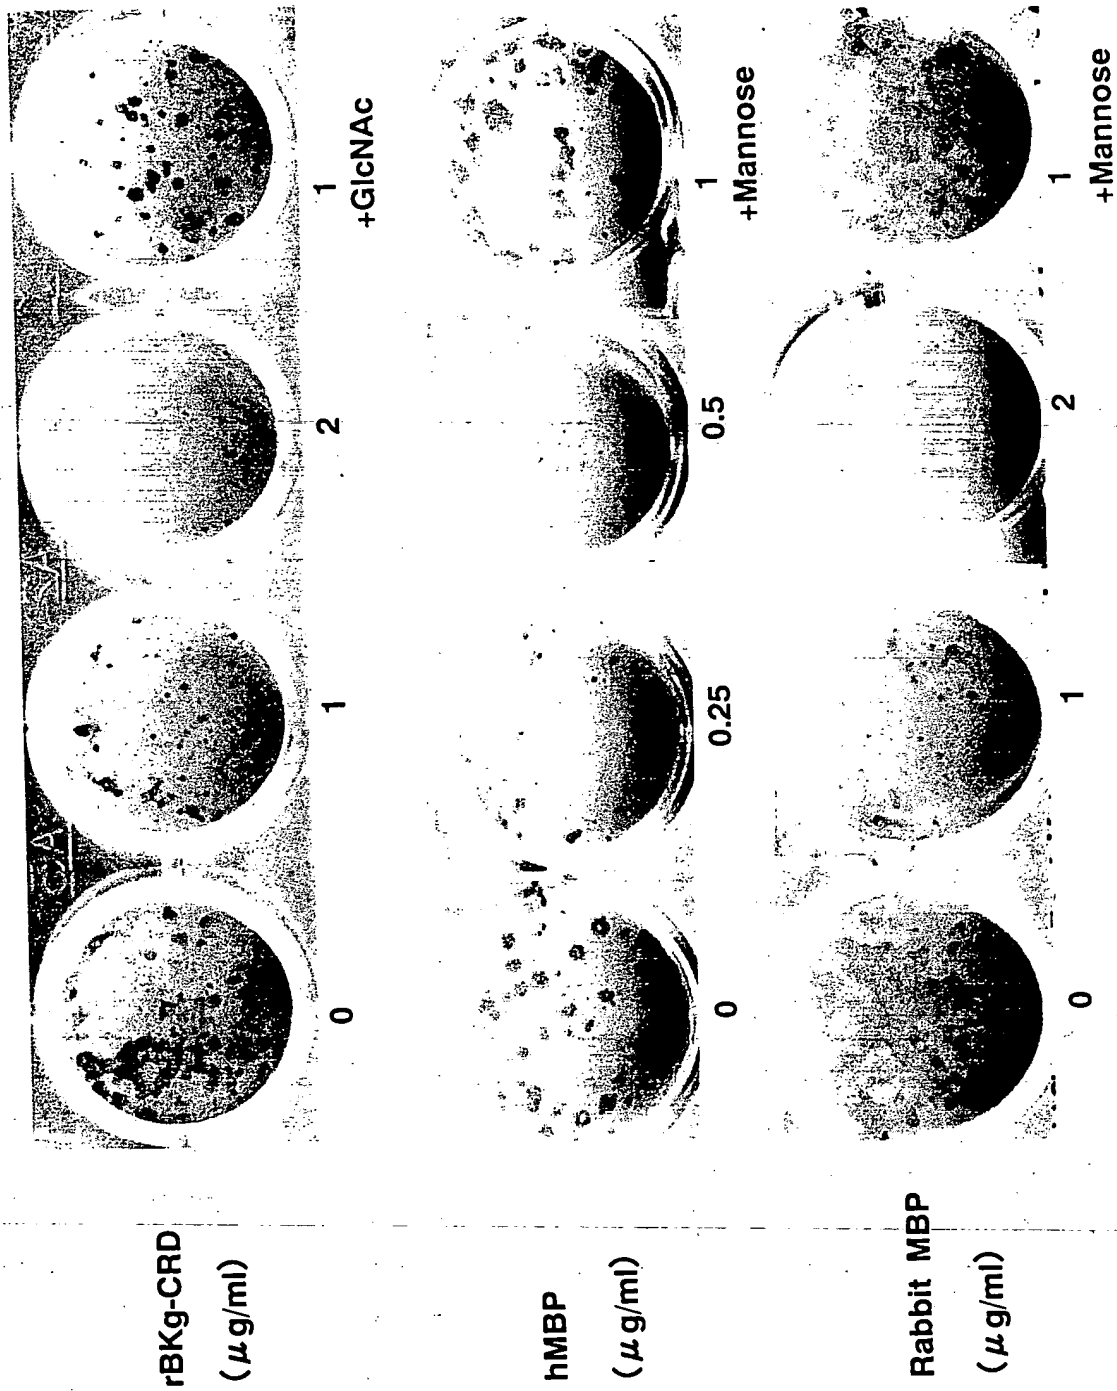 rBKg-CRD
(μg/ml)
0
1
2
1
+GlcNAc
hMBP
(μg/ml)
0
0.25
0.5
1
+Mannose
Rabbit MBP
(μg/ml)
0
1
2
1
+Mannose